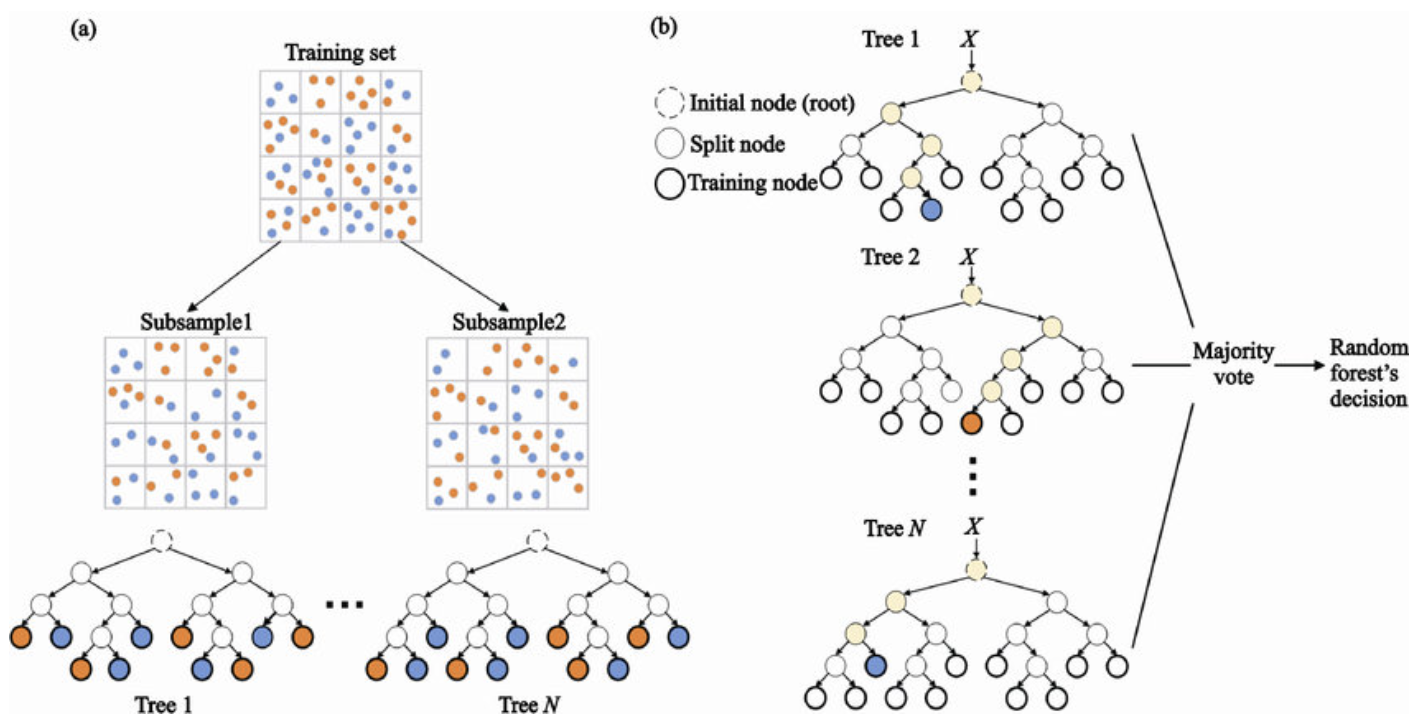 (a)
Training set
Subsample1
Subsample2
Tree 1
Tree N
(b)
Tree 1
X
Initial node (root)
Split node
Training node
Tree 2
X
Majority
vote
Random
forest's
decision
Tree N
X